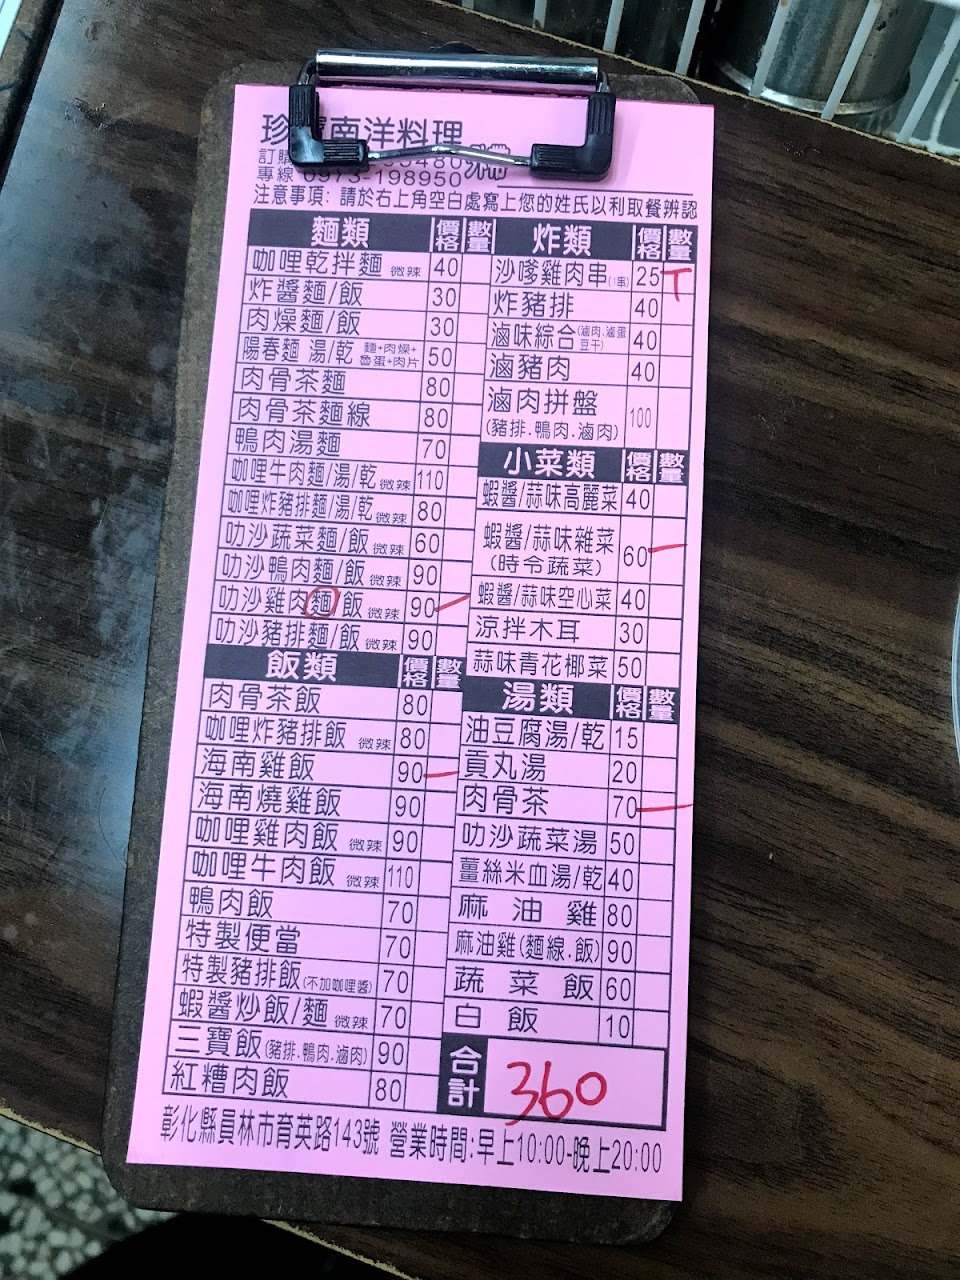 珍 南洋料理
訂購 5480 外帶
專線 0973-198950
注意事項: 請於右上角空白處寫上您的姓氏以利取餐辨認
麵類 價格 數量
咖哩乾拌麵 微辣 40
炸醬麵/飯 30
肉燥麵/飯 30
陽春麵 湯/乾 麵+肉燥+魯蛋+肉片 50
肉骨茶麵 80
肉骨茶麵線 80
鴨肉湯麵 70
咖哩牛肉麵/湯/乾 110
咖哩炸豬排麵/湯/乾 微辣 80
叻沙蔬菜麵/飯 微辣 60
叻沙鴨肉麵/飯 微辣 90
叻沙雞肉麵/飯 微辣 90 一
叻沙豬排麵/飯 微辣 90
飯類 價格 數量
肉骨茶飯 80
咖哩炸豬排飯 微辣 80
海南雞飯 90 一
海南燒雞飯 90
咖哩雞肉飯 微辣 90
咖哩牛肉飯 微辣 110
鴨肉飯 70
特製便當 70
特製豬排飯(不加咖哩醬) 70
蝦醬炒飯/麵 微辣 70
三寶飯(豬排.鴨肉.滷肉) 90
紅糟肉飯 80
炸類 價格 數量
沙嗲雞肉串(1串) 25 T
炸豬排 40
滷味綜合(滷肉.滷蛋豆干) 40
滷豬肉 40
滷肉拼盤 100
(豬排.鴨肉.滷肉)
小菜類 價格 數量
蝦醬/蒜味高麗菜 40
蝦醬/蒜味雜菜 60 一
(時令蔬菜)
蝦醬/蒜味空心菜 40
涼拌木耳 30
蒜味青花椰菜 50
湯類 價格 數量
油豆腐湯/乾 15
貢丸湯 20
肉骨茶 70 一
叻沙蔬菜湯 50
薑絲米血湯/乾 40
麻油雞 80
麻油雞(麵線.飯) 90
蔬菜飯 60
白飯 10
合計 360
彰化縣員林市育英路143號 營業時間:早上10:00-晚上20:00